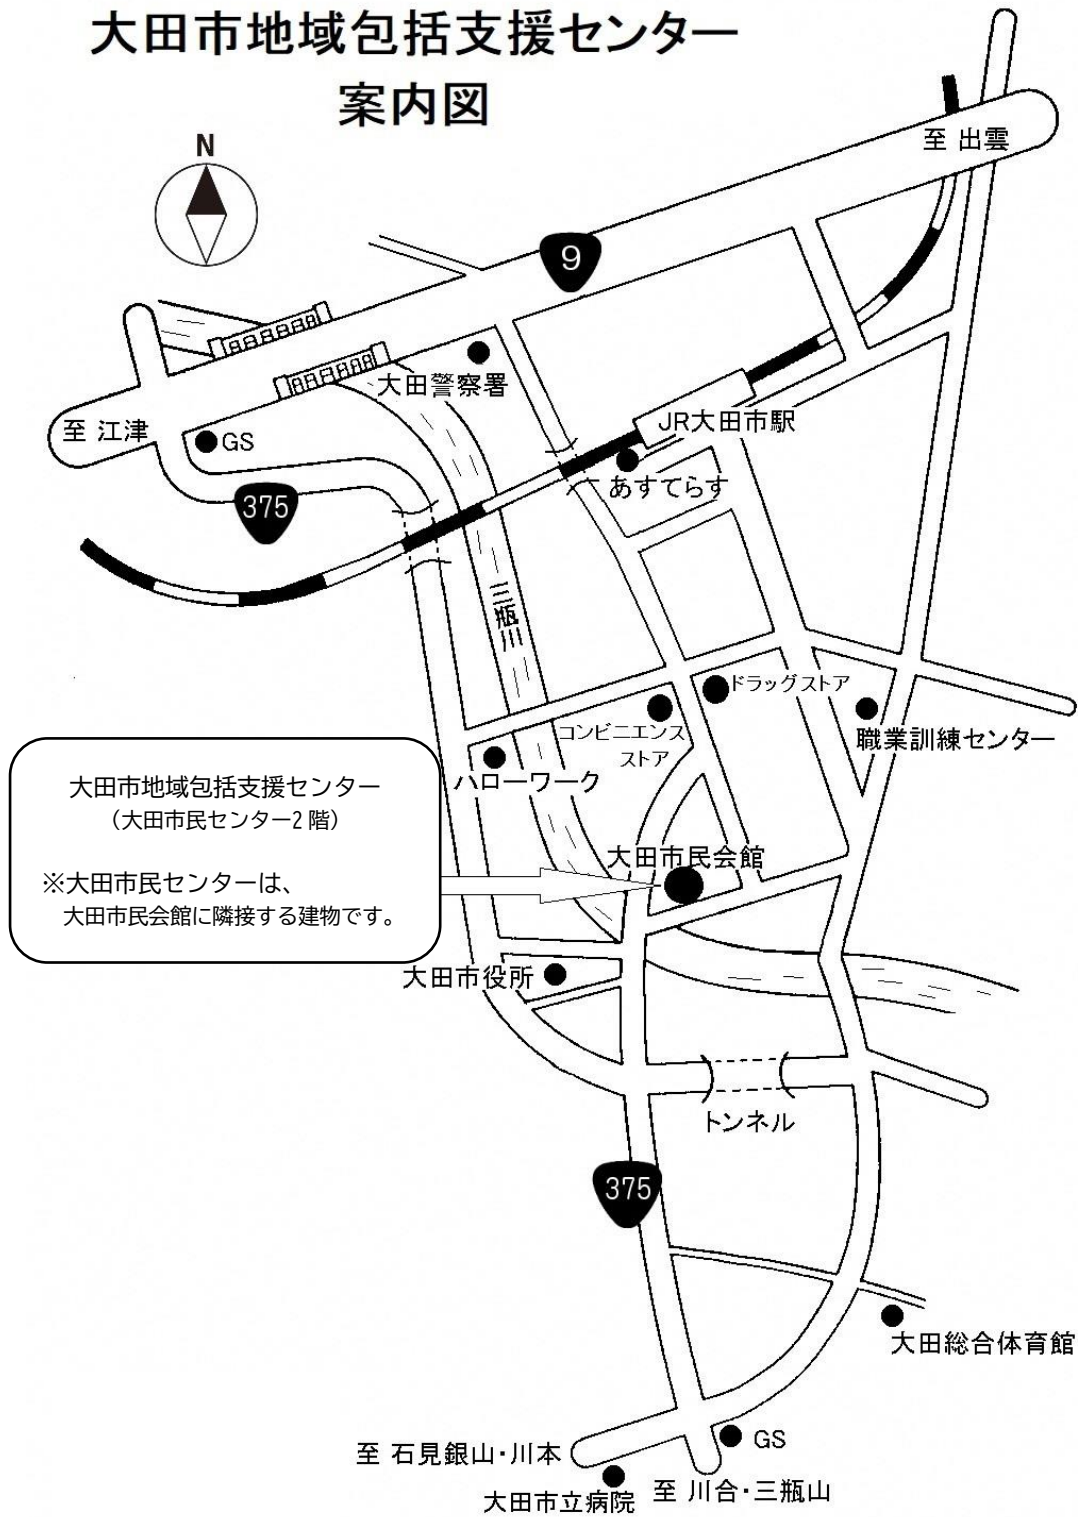 大田市地域包括支援センター
案内図
N
至 出雲
9
大田警察署
至 江津
GS
JR大田市駅
あすてらす
375
三瓶川
ドラッグストア
コンビニエンス
ストア
職業訓練センター
ハローワーク
大田市地域包括支援センター
（大田市民センター2階）
※大田市民センターは、
大田市民会館に隣接する建物です。
大田市民会館
大田市役所
トンネル
375
大田総合体育館
GS
至 石見銀山・川本
大田市立病院
至 川合・三瓶山